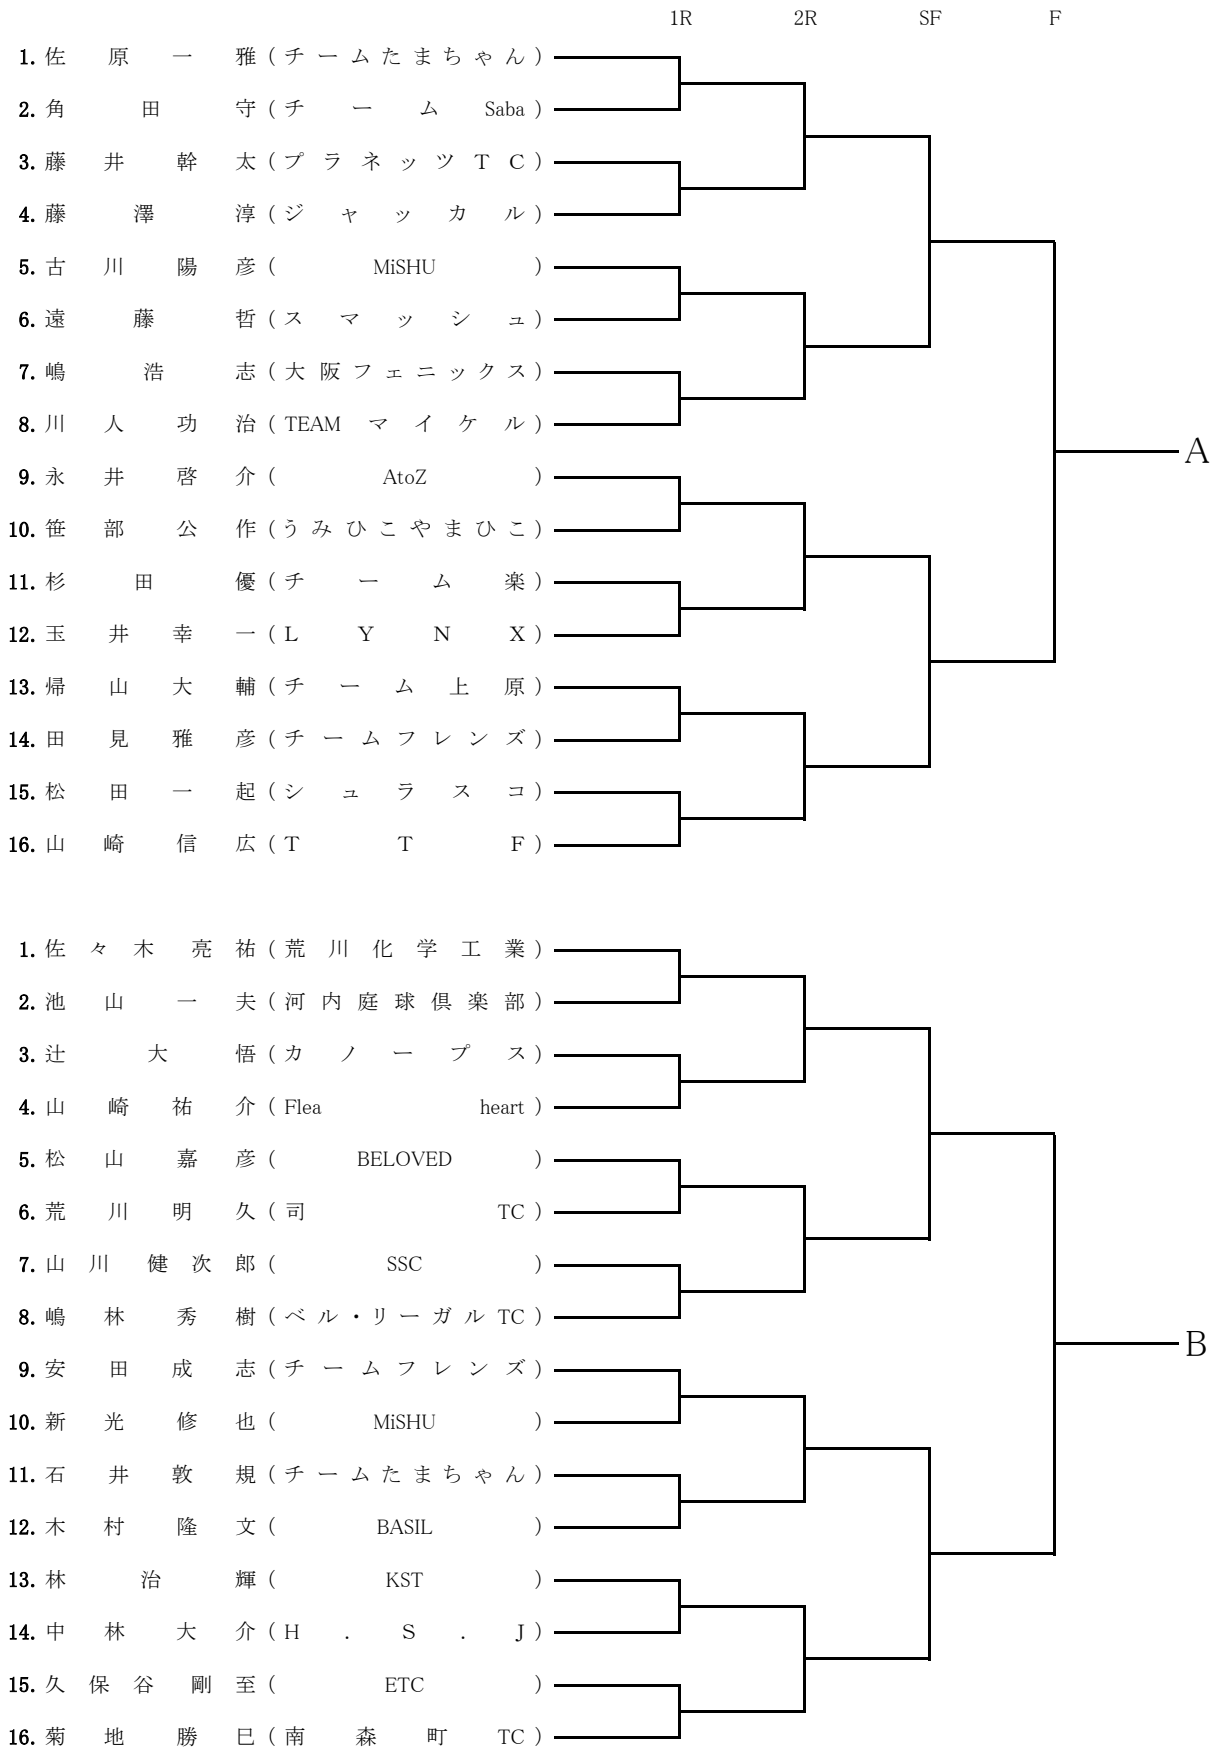 1R 2R SF F
1. 佐原一雅(チームたまちゃん)
2. 角田守(チーム Saba)
3. 藤井幹太(プラネッツTC)
4. 藤澤淳(ジャッカル)
5. 古川陽彦(MiSHU)
6. 遠藤哲(スマッシュ)
7. 嶋浩志(大阪フェニックス)
8. 川人功治(TEAM マイケル)
A
9. 永井啓介(AtoZ)
10. 笹部公作(うみひこやまひこ)
11. 杉田優(チーム楽)
12. 玉井幸一(LYNX)
13. 帰山大輔(チーム上原)
14. 田見雅彦(チームフレンズ)
15. 松田一起(シュラスコ)
16. 山崎信広(TTF)
1. 佐々木亮祐(荒川化学工業)
2. 池山一夫(河内庭球倶楽部)
3. 辻大悟(カノープス)
4. 山崎祐介(Flea heart)
5. 松山嘉彦(BELOVED)
6. 荒川明久(司 TC)
7. 山川健次郎(SSC)
8. 嶋林秀樹(ベル・リーガル TC)
B
9. 安田成志(チームフレンズ)
10. 新光修也(MiSHU)
11. 石井敦規(チームたまちゃん)
12. 木村隆文(BASIL)
13. 林治輝(KST)
14. 中林大介(H.S.J)
15. 久保谷剛至(ETC)
16. 菊地勝巳(南森町 TC)